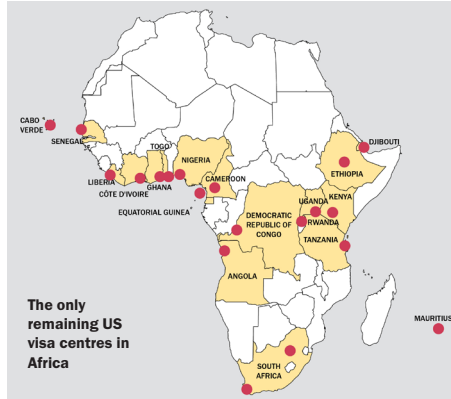 CABO
VERDE
SENEGAL
LIBERIA
CÔTE D'IVOIRE
GHANA
TOGO
NIGERIA
CAMEROON
EQUATORIAL GUINEA
DEMOCRATIC
REPUBLIC OF
CONGO
DJIBOUTI
ETHIOPIA
UGANDA
KENYA
RWANDA
TANZANIA
ANGOLA
MAURITIUS
SOUTH
AFRICA
The only
remaining US
visa centres in
Africa